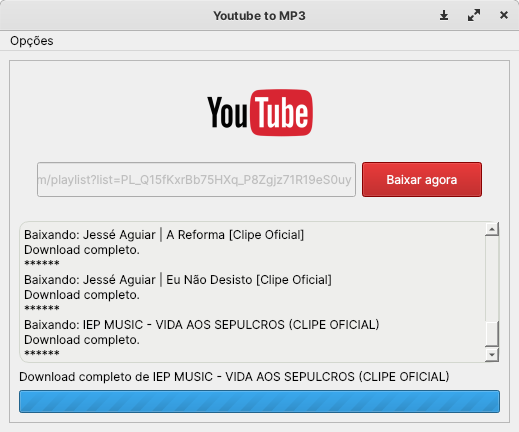 Youtube to MP3
Opções
YouTube
m/playlist?list=PL_Q15fKxrBb75HXq_P8Zgjz71R19eS0uy
Baixar agora
Baixando: Jessé Aguiar | A Reforma [Clipe Oficial]
Download completo.
******
Baixando: Jessé Aguiar | Eu Não Desisto [Clipe Oficial]
Download completo.
******
Baixando: IEP MUSIC - VIDA AOS SEPULCROS (CLIPE OFICIAL)
Download completo.
******
Download completo de IEP MUSIC - VIDA AOS SEPULCROS (CLIPE OFICIAL)